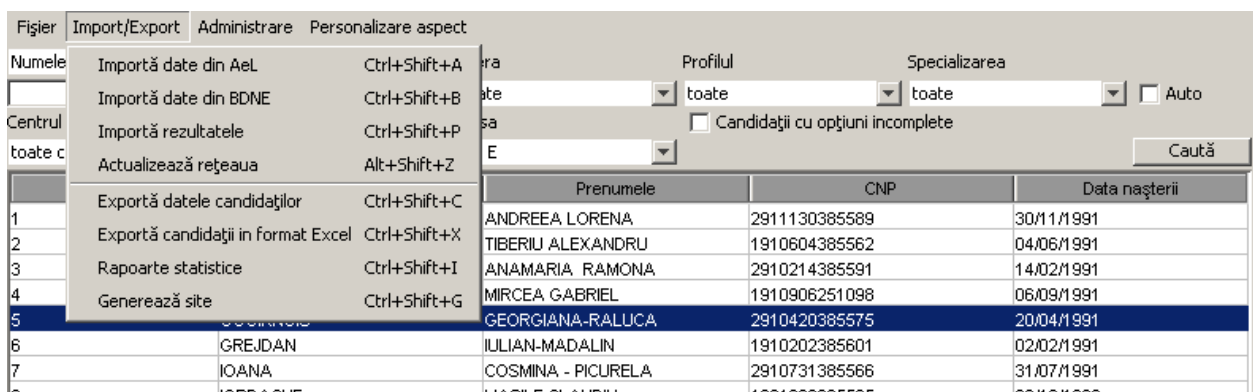 Fişier Import/Export Administrare Personalizare aspect
Numele Profilul Specializarea
Importă date din AeL Ctrl+Shift+A
toate toate Auto
Importă date din BDNE Ctrl+Shift+B
Centrul Candidaţii cu opţiuni incomplete
Importă rezultatele Ctrl+Shift+P
toate c E Caută
Actualizează reţeaua Alt+Shift+Z
Prenumele CNP Data naşterii
Exportă datele candidaţilor Ctrl+Shift+C
1 ANDREEA LORENA 2911130385589 30/11/1991
Exportă candidaţii in format Excel Ctrl+Shift+X
2 TIBERIU ALEXANDRU 1910604385562 04/06/1991
Rapoarte statistice Ctrl+Shift+I
3 ANAMARIA RAMONA 2910214385591 14/02/1991
Generează site Ctrl+Shift+G
4 MIRCEA GABRIEL 1910906251098 06/09/1991
5 GEORGIANA-RALUCA 2910420385575 20/04/1991
6 GREJDAN IULIAN-MADALIN 1910202385601 02/02/1991
7 IOANA COSMINA - PICURELA 2910731385566 31/07/1991